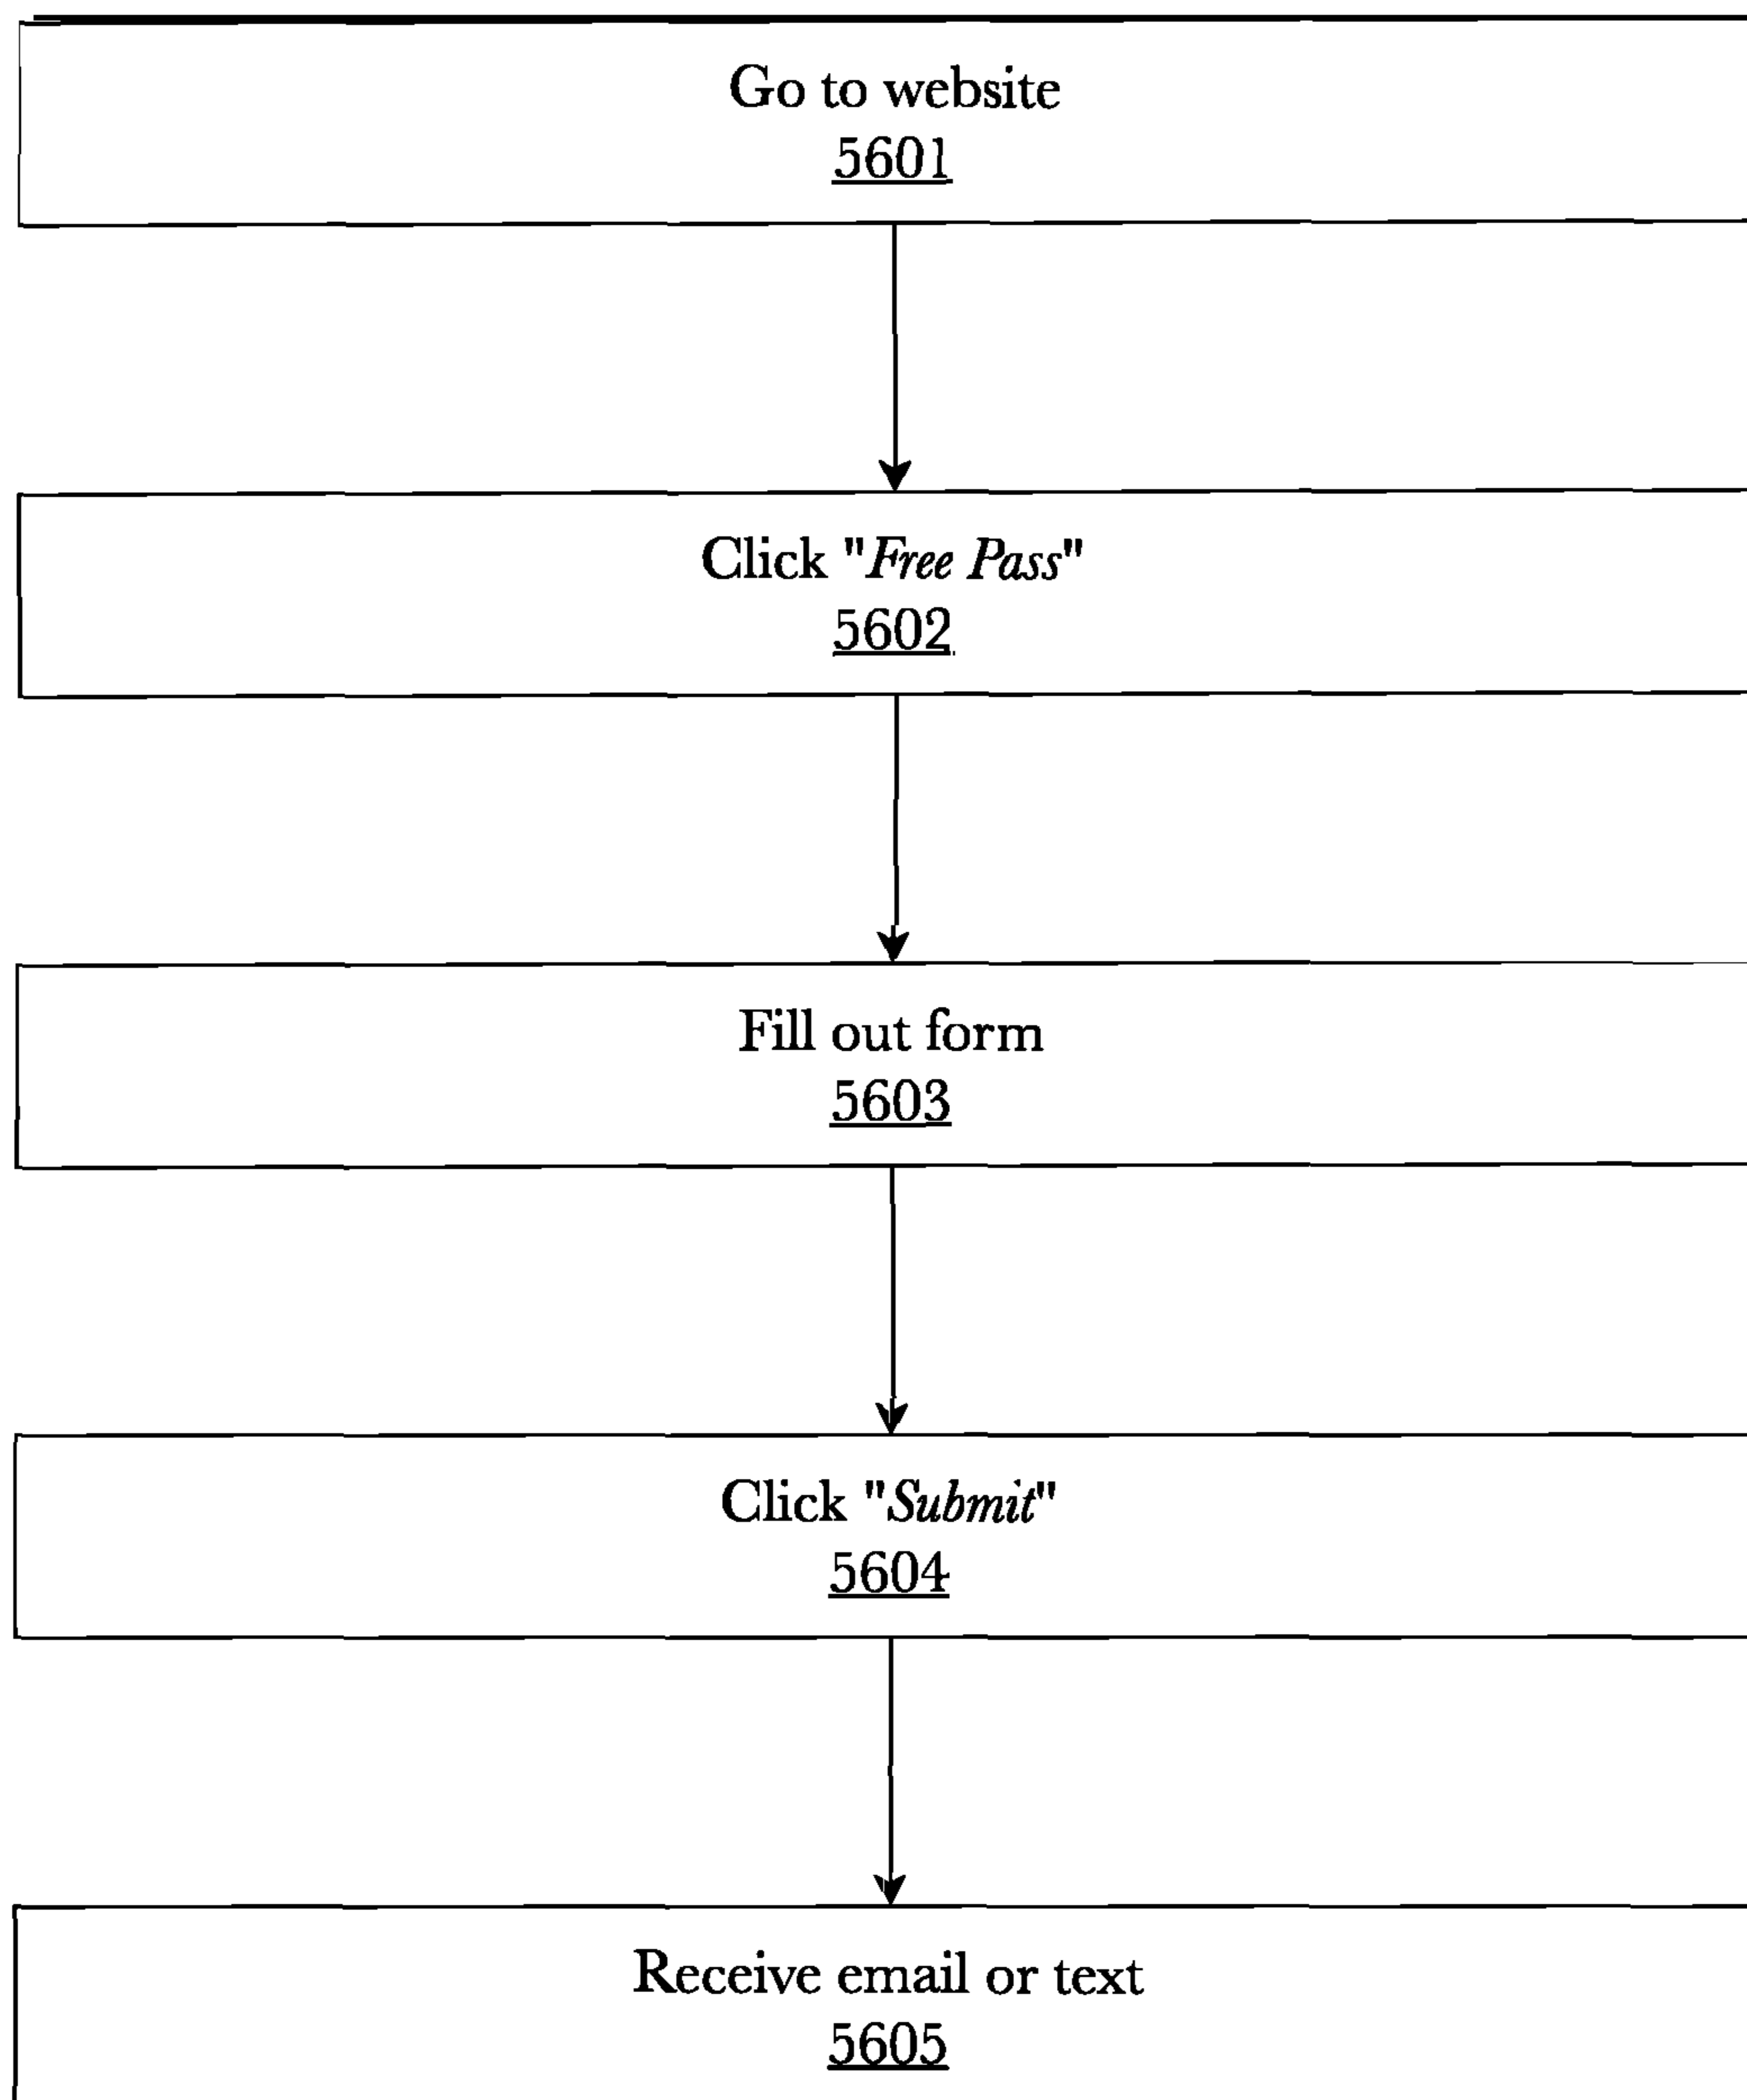 Go to website
5601
Click "Free Pass"
5602
Fill out form
5603
Click "Submit"
5604
Receive email or text
5605